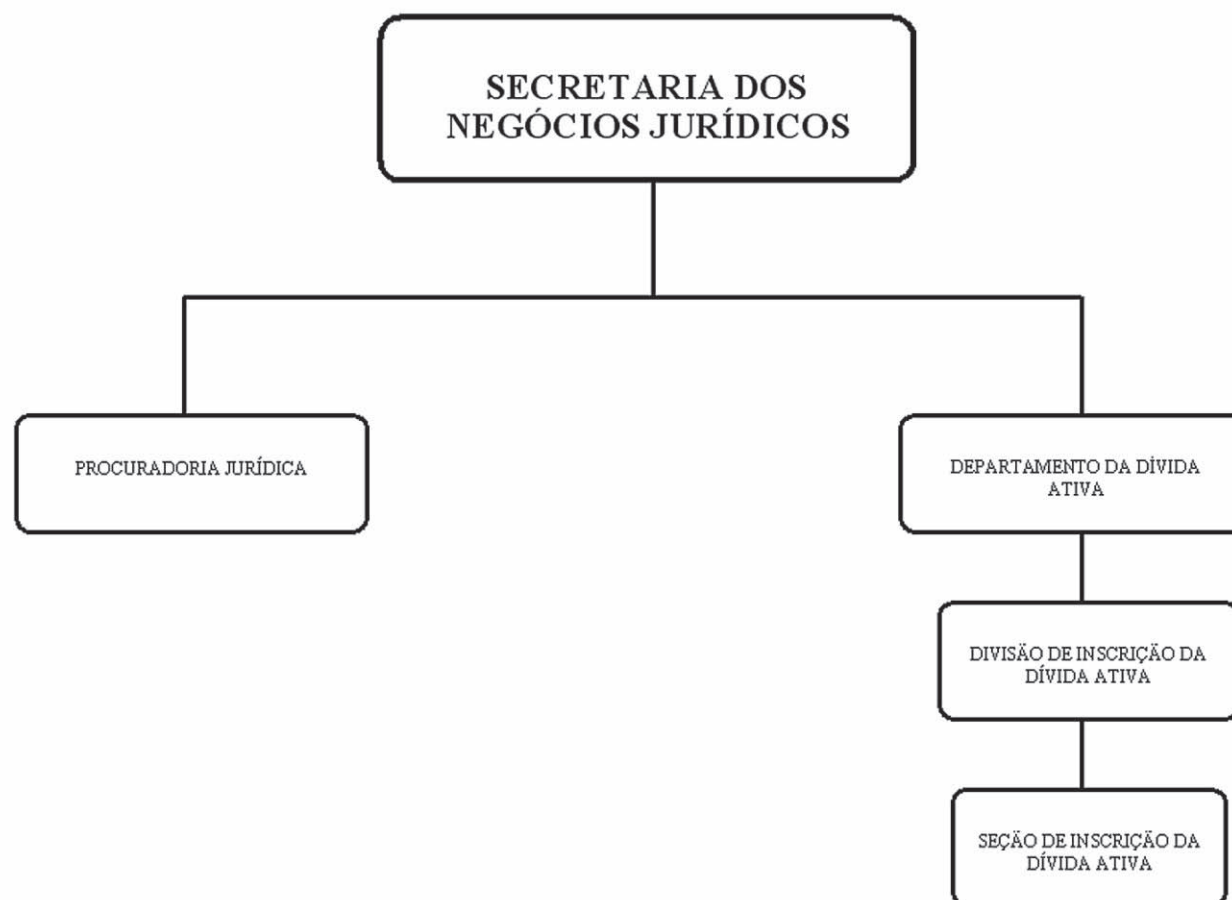 SECRETARIA DOS
NEGÓCIOS JURÍDICOS
PROCURADORIA JURÍDICA
DEPARTAMENTO DA DÍVIDA
ATIVA
DIVISÃO DE INSCRIÇÃO DA
DÍVIDA ATIVA
SEÇÃO DE INSCRIÇÃO DA
DÍVIDA ATIVA